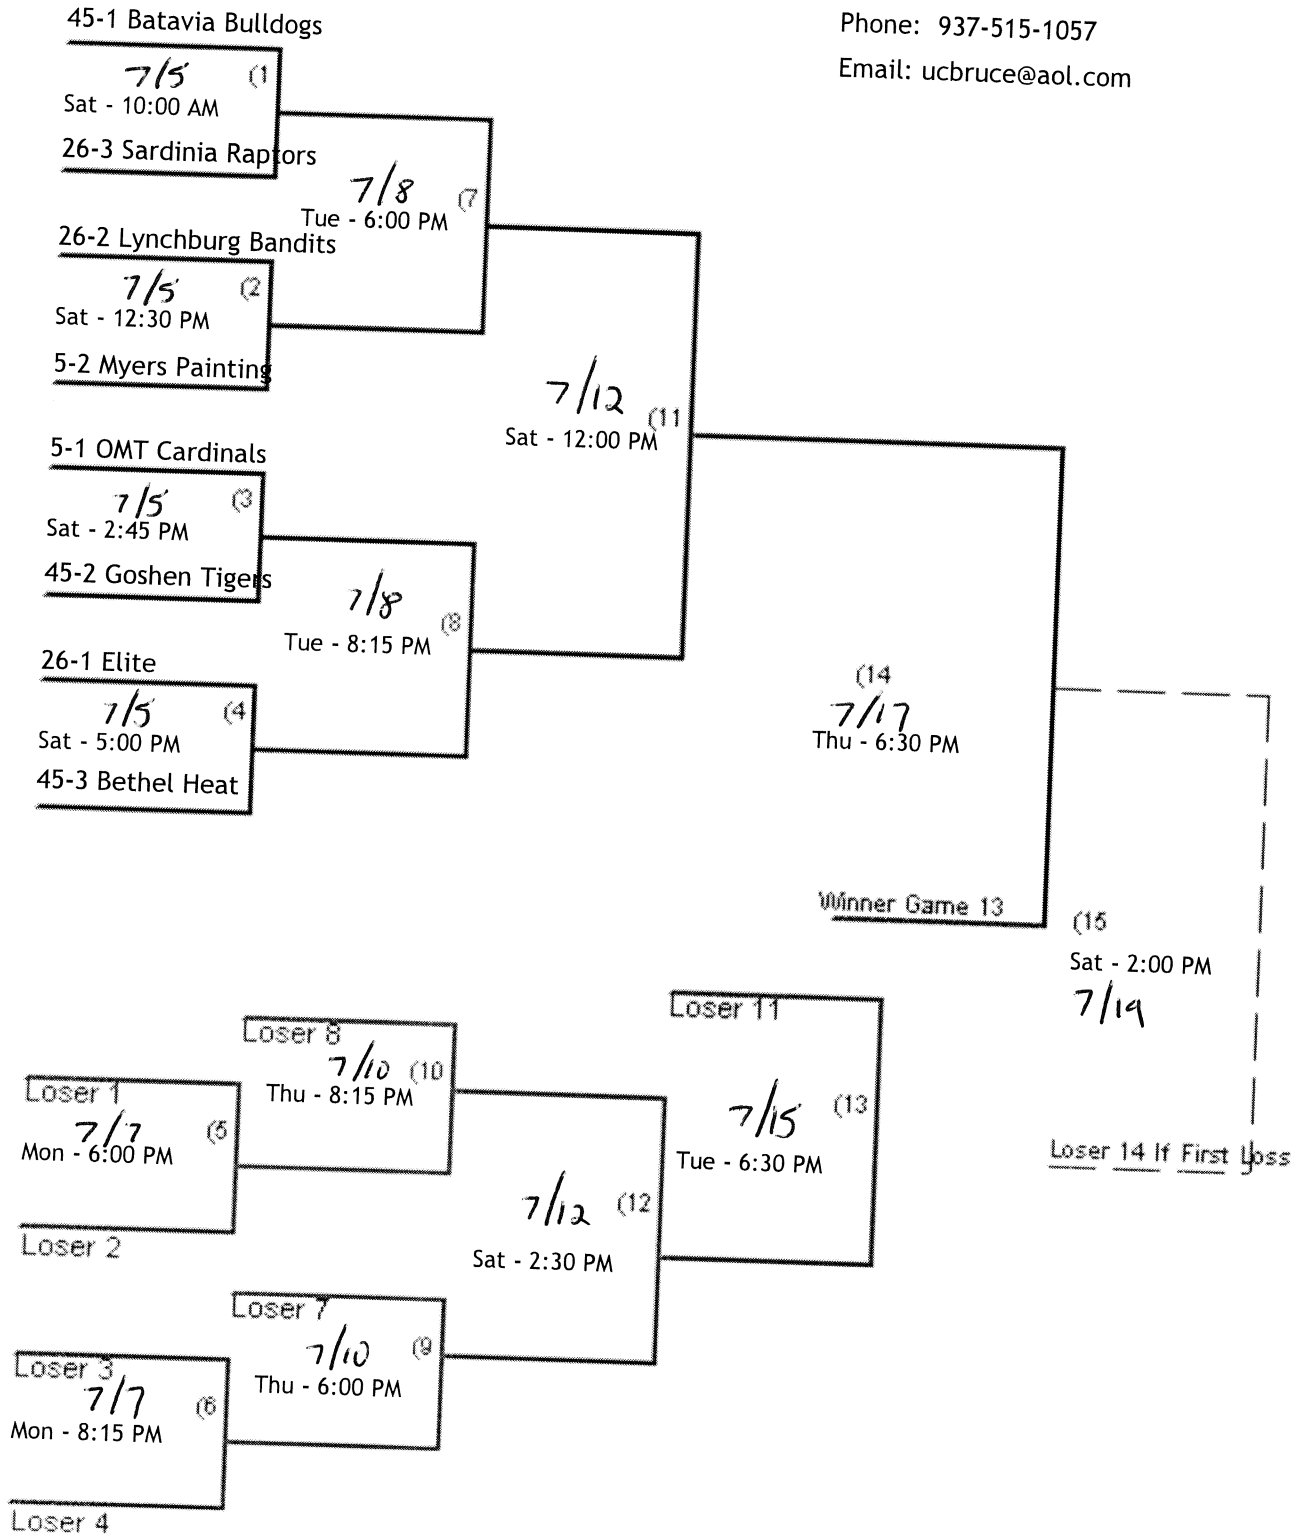 45-1 Batavia Bulldogs
Phone: 937-515-1057
Email: ucbruce@aol.com
7/5 (1
Sat - 10:00 AM
26-3 Sardinia Raptors
7/8 (7
Tue - 6:00 PM
26-2 Lynchburg Bandits
7/5 (2
Sat - 12:30 PM
5-2 Myers Painting
7/12 (11
Sat - 12:00 PM
5-1 OMT Cardinals
7/5 (3
Sat - 2:45 PM
45-2 Goshen Tigers
7/8 (8
Tue - 8:15 PM
26-1 Elite
7/5 (4
Sat - 5:00 PM
45-3 Bethel Heat
(14
7/17
Thu - 6:30 PM
Winner Game 13
(15
Sat - 2:00 PM
7/19
Loser 11
Loser 8
7/10 (10
Thu - 8:15 PM
Loser 1
7/7 (5
Mon - 6:00 PM
Loser 2
7/15 (13
Tue - 6:30 PM
Loser 14 If First Loss
7/12 (12
Sat - 2:30 PM
Loser 7
7/10 (9
Thu - 6:00 PM
Loser 3
7/7 (6
Mon - 8:15 PM
Loser 4